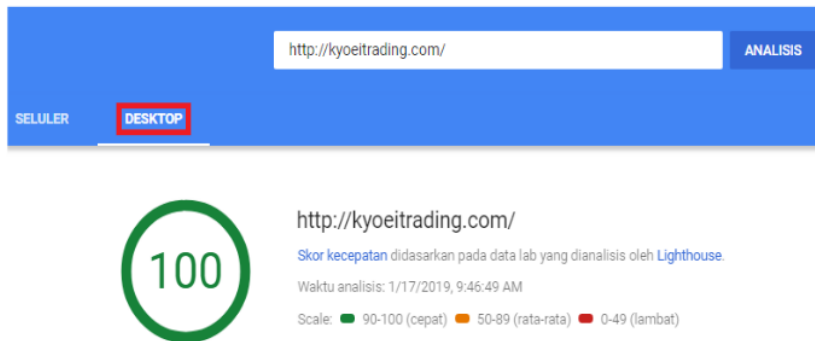 http://kyoeitrading.com/ ANALISIS
SELULER DESKTOP
100
http://kyoeitrading.com/
Skor kecepatan didasarkan pada data lab yang dianalisis oleh Lighthouse.
Waktu analisis: 1/17/2019, 9:46:49 AM
Scale: 90-100 (cepat) 50-89 (rata-rata) 0-49 (lambat)